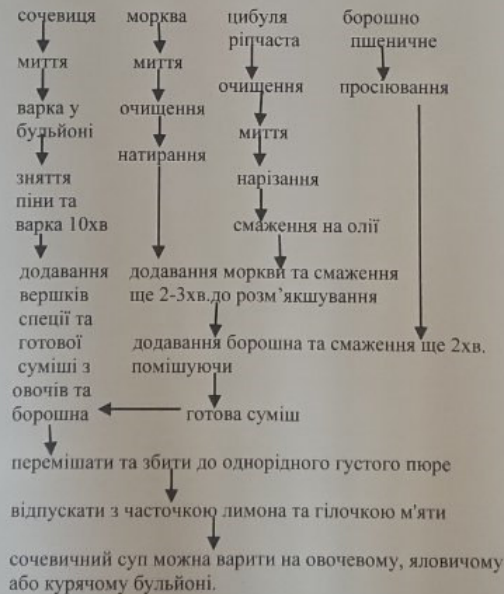 сочевиця
миття
варка у
бульйоні
зняття
піни та
варка 10хв
додавання
вершків
спеції та
готової
суміші з
овочів та
борошна
морква
миття
очищення
натирання
цибуля
ріпчаста
очищення
миття
нарізання
смаження на олії
борошно
пшеничне
просіювання
додавання моркви та смаження
ще 2-3хв.до розм’якшування
додавання борошна та смаження ще 2хв.
помішуючи
готова суміш
перемішати та збити до однорідного густого пюре
відпускати з часточкою лимона та гілочкою м'яти
сочевичний суп можна варити на овочевому, яловичому
або курячому бульйоні.